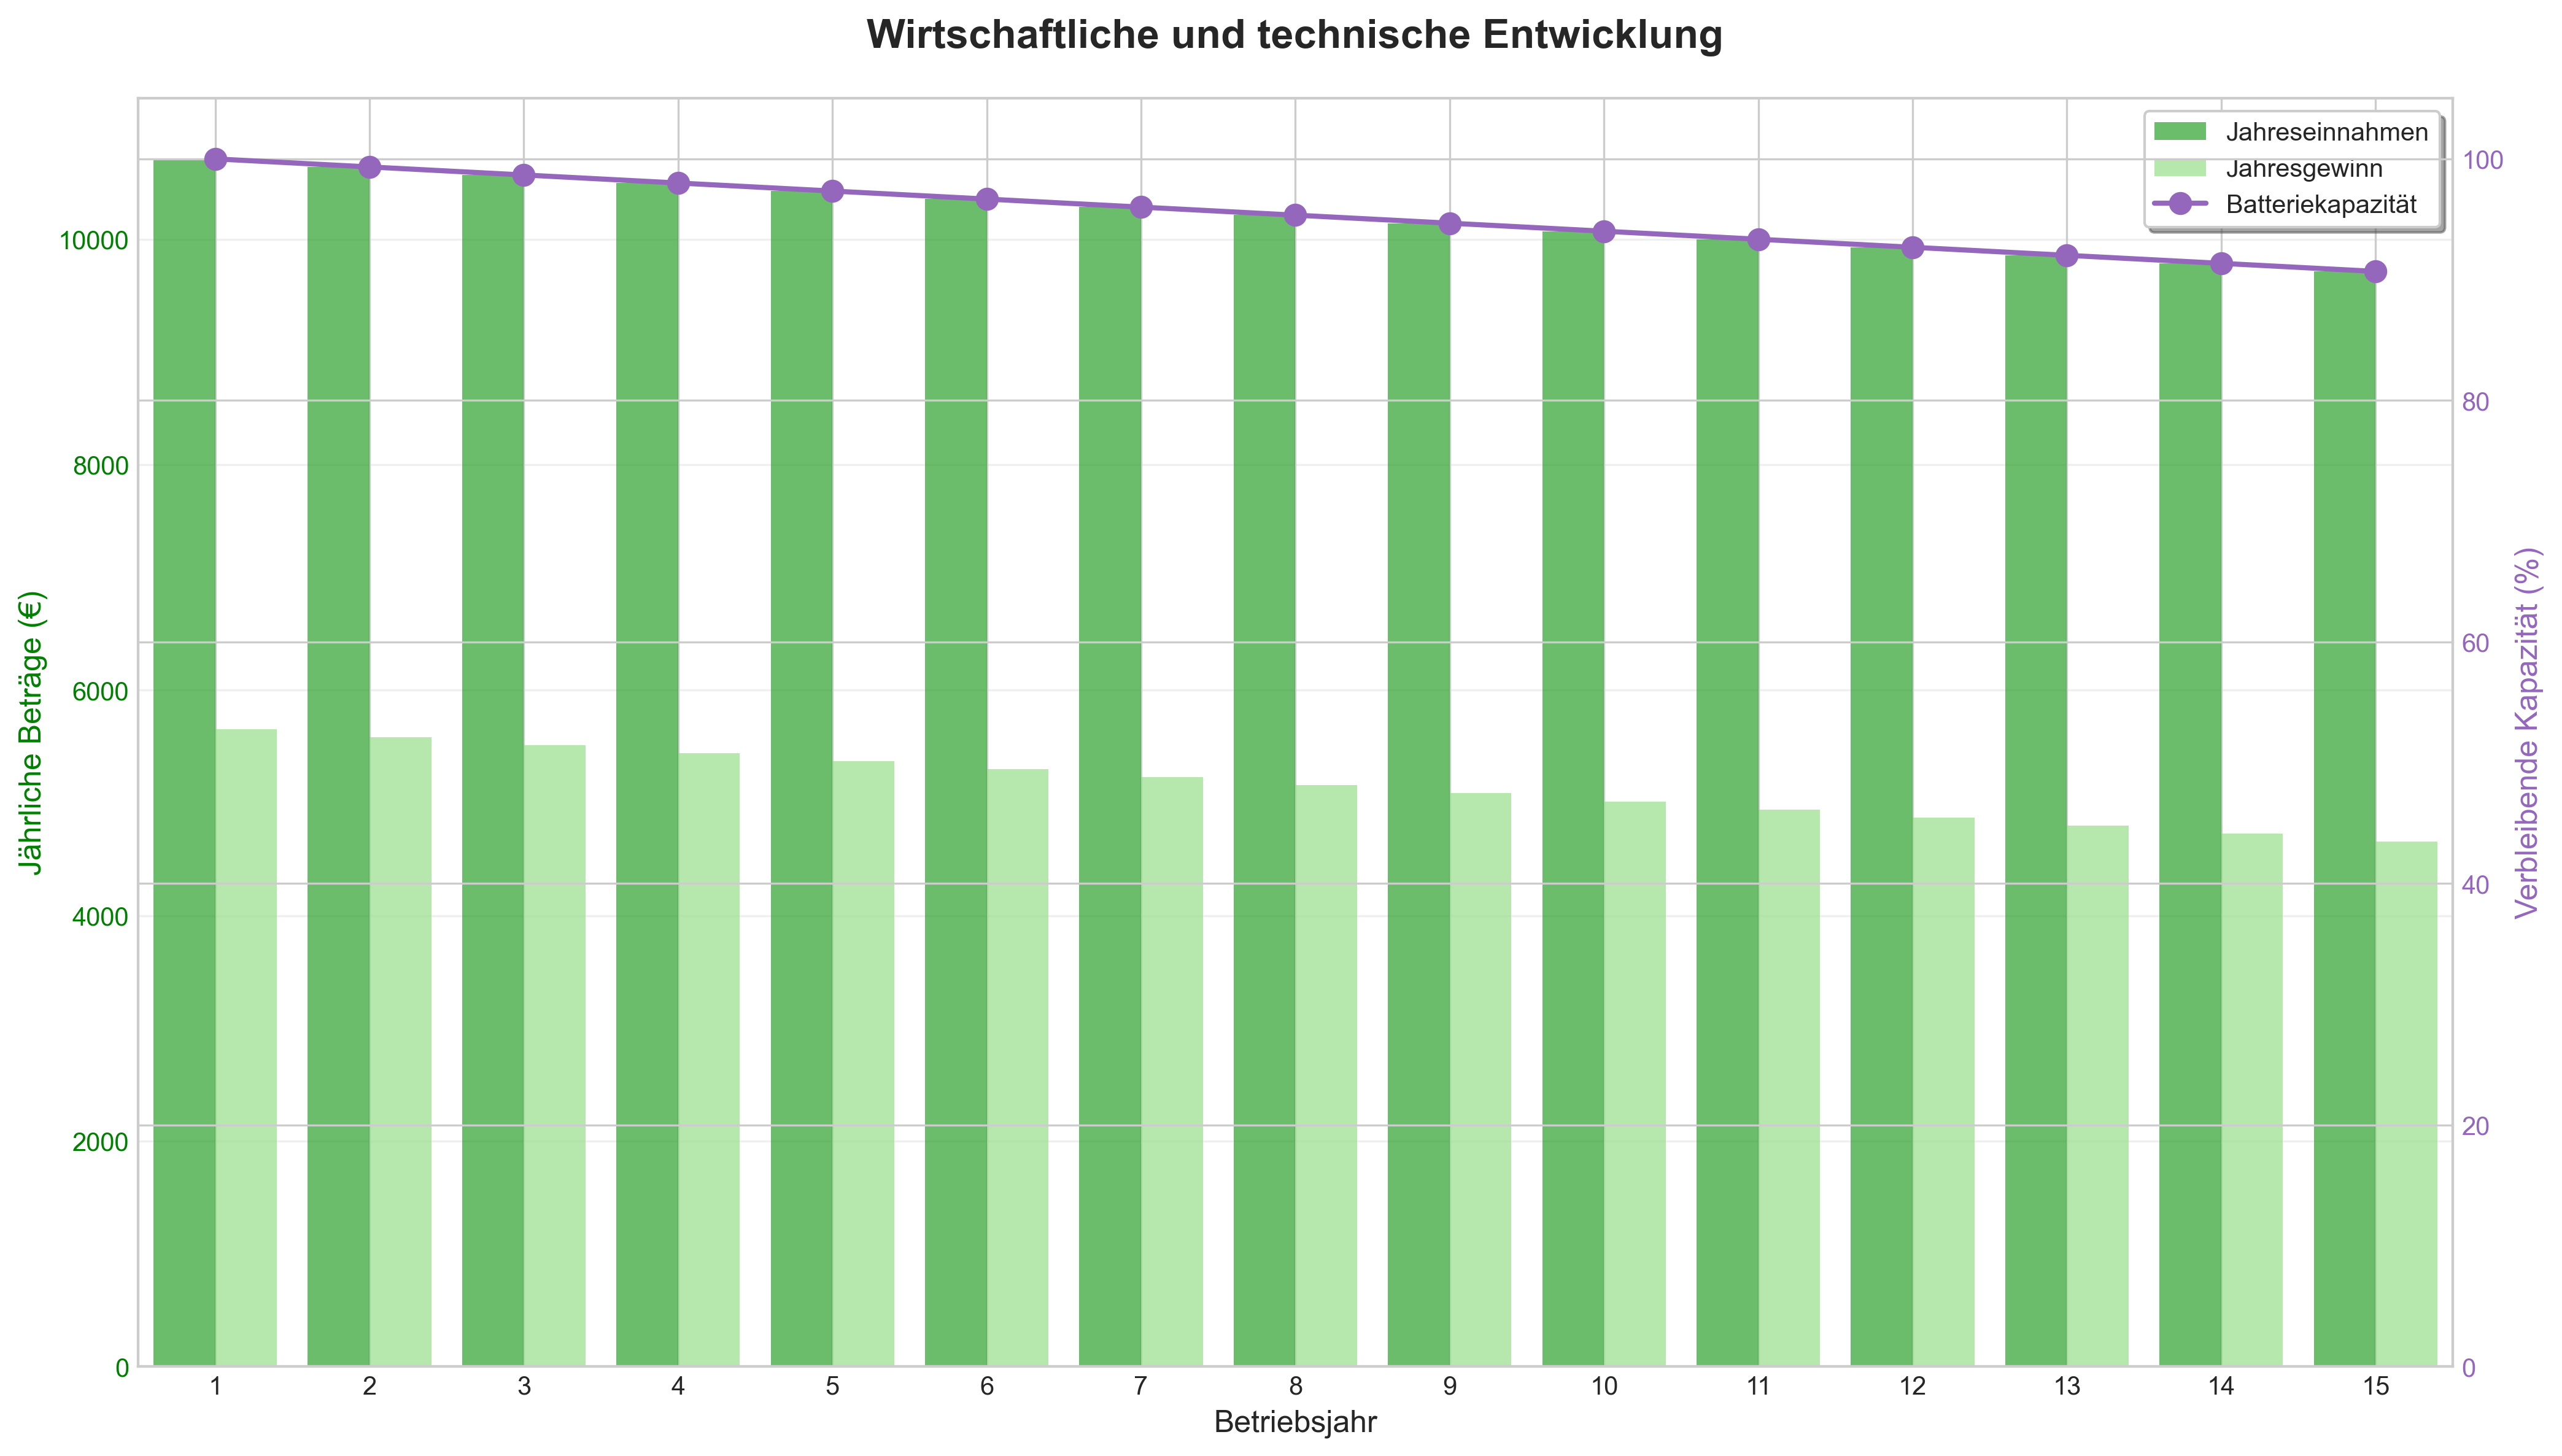 Wirtschaftliche und technische Entwicklung
Jahreseinnahmen
Jahresgewinn
Batteriekapazität
Jährliche Beträge (€)
10000
8000
6000
4000
2000
0
Verbleibende Kapazität (%)
100
80
60
40
20
0
1 2 3 4 5 6 7 8 9 10 11 12 13 14 15
Betriebsjahr